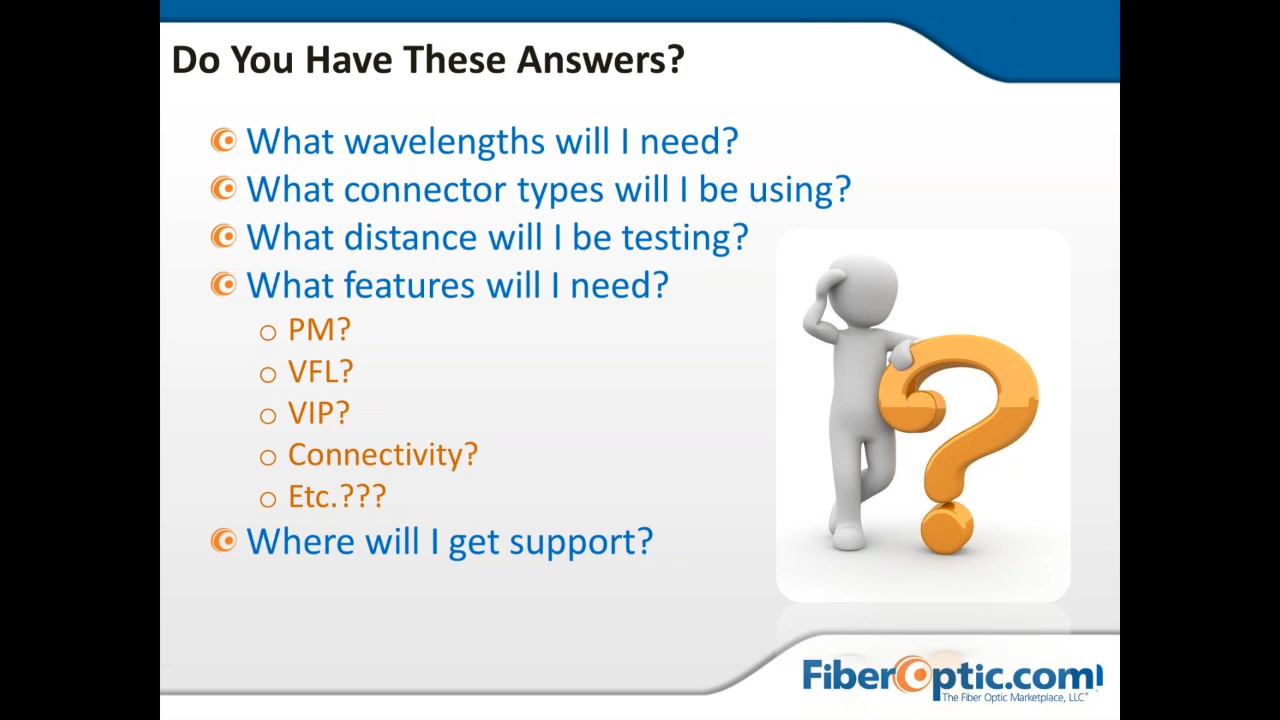 Do You Have These Answers?
What wavelengths will I need?
What connector types will I be using?
What distance will I be testing?
What features will I need?
PM?
VFL?
VIP?
Connectivity?
Etc.???
Where will I get support?
FiberOptic.com
The Fiber Optic Marketplace, LLC